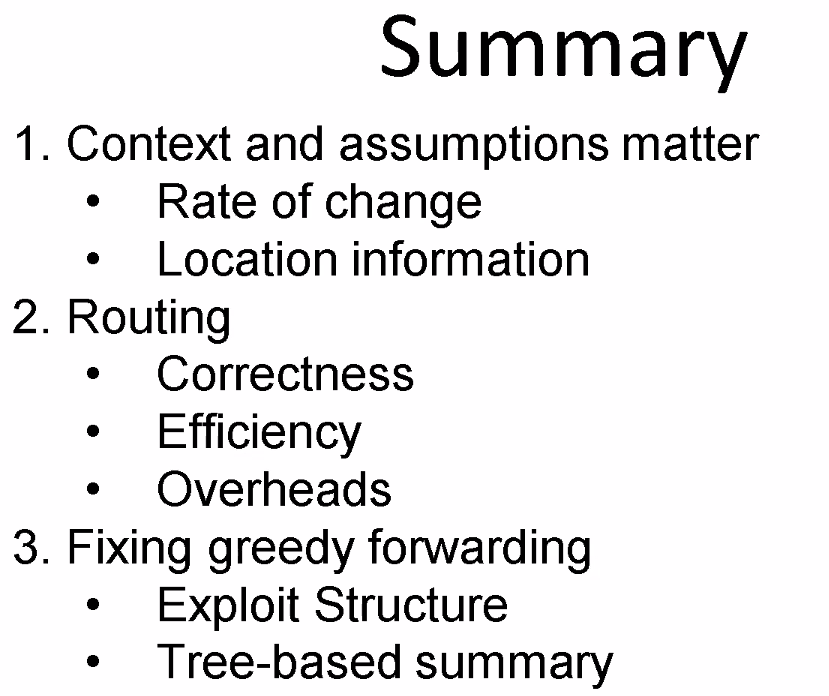 Summary
1. Context and assumptions matter
• Rate of change
• Location information
2. Routing
• Correctness
• Efficiency
• Overheads
3. Fixing greedy forwarding
• Exploit Structure
• Tree-based summary